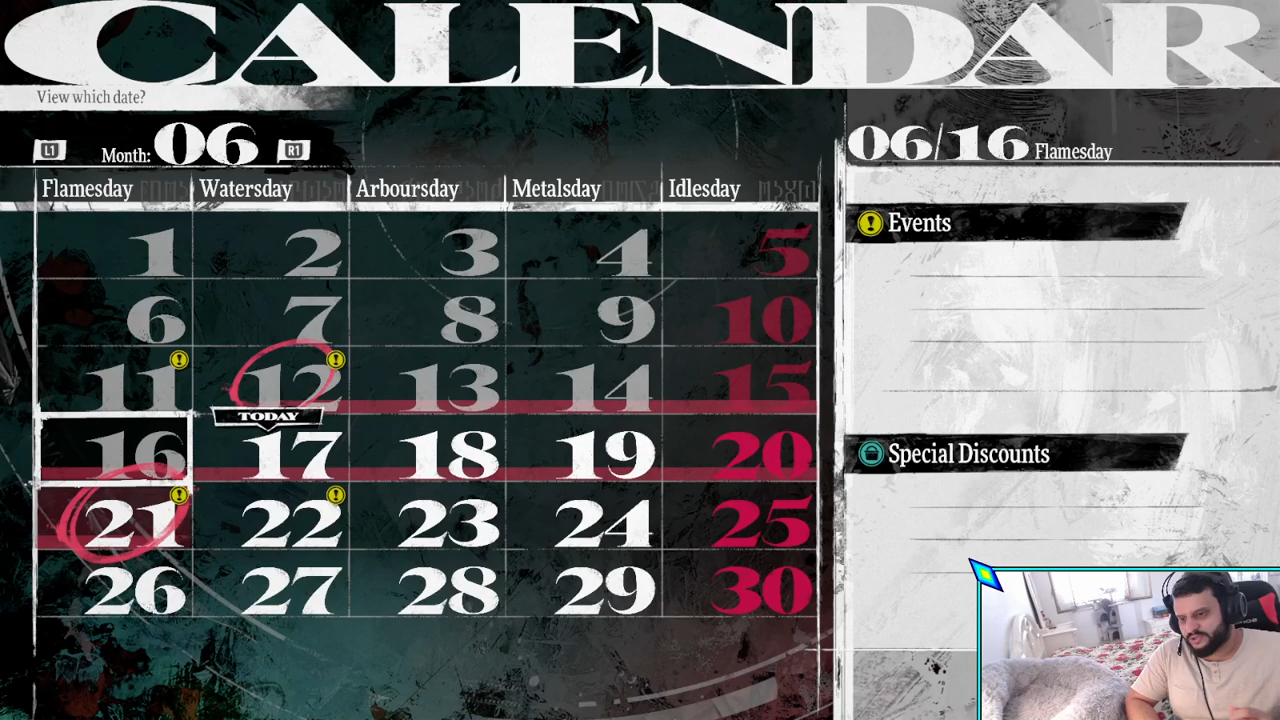 CALENDAR
View which date?
L1 Month: 06 R1
06/16 Flamesday
Flamesday Watersday Arboursday Metalsday Idlesday
Events
1 2 3 4 5
6 7 8 9 10
11 12 13 14 15
TODAY
16 17 18 19 20
Special Discounts
21 22 23 24 25
26 27 28 29 30